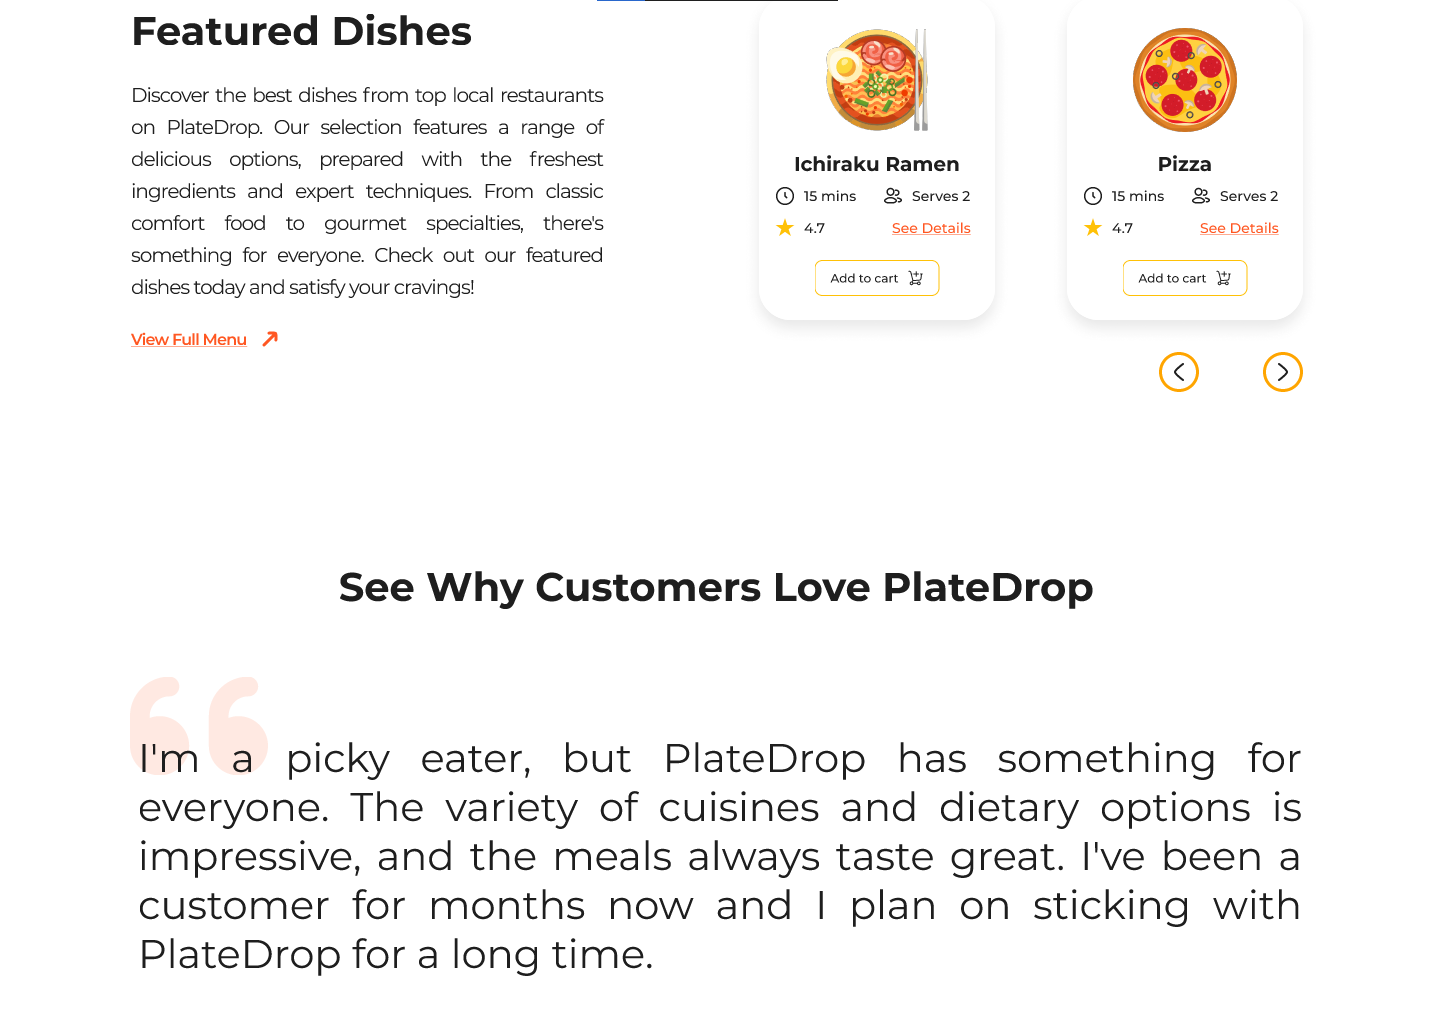 Featured Dishes
Discover the best dishes from top local restaurants
on PlateDrop. Our selection features a range of
delicious options, prepared with the freshest
ingredients and expert techniques. From classic
comfort food to gourmet specialties, there's
something for everyone. Check out our featured
dishes today and satisfy your cravings!
View Full Menu
Ichiraku Ramen
15 mins Serves 2
4.7 See Details
Add to cart
Pizza
15 mins Serves 2
4.7 See Details
Add to cart
See Why Customers Love PlateDrop
I'm a picky eater, but PlateDrop has something for
everyone. The variety of cuisines and dietary options is
impressive, and the meals always taste great. I've been a
customer for months now and I plan on sticking with
PlateDrop for a long time.